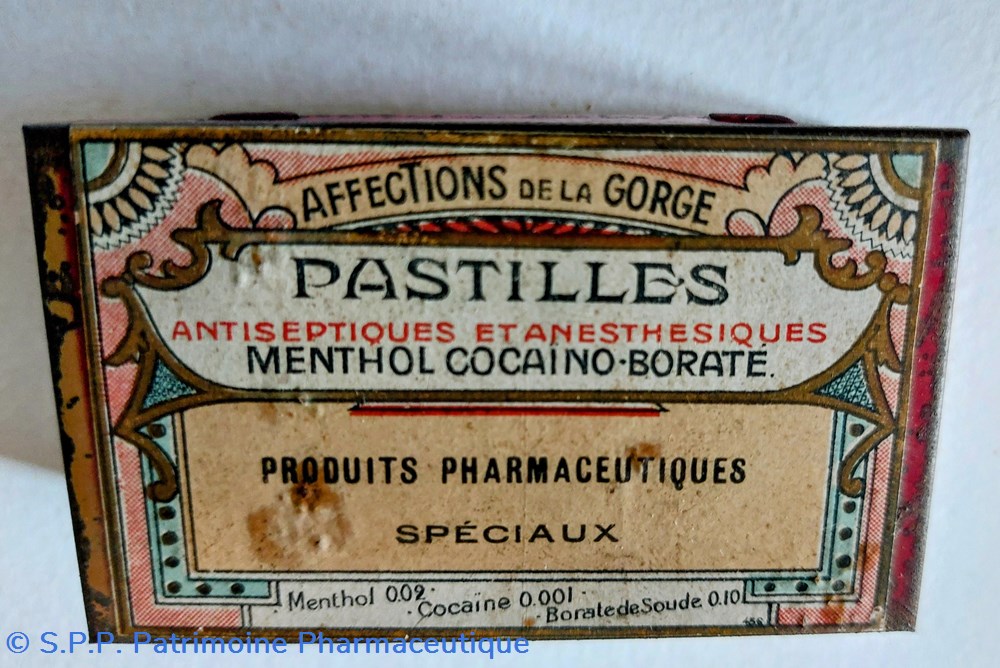 AFFECTIONS DE LA GORGE
PASTILLES
ANTISEPTIQUES ET ANESTHESIQUES
MENTHOL COCAÏNO-BORATÉ.
PRODUITS PHARMACEUTIQUES
SPÉCIAUX
Menthol 0.02.
Cocaïne 0.001
Borate de Soude 0.10
© S.P.P. Patrimoine Pharmaceutique